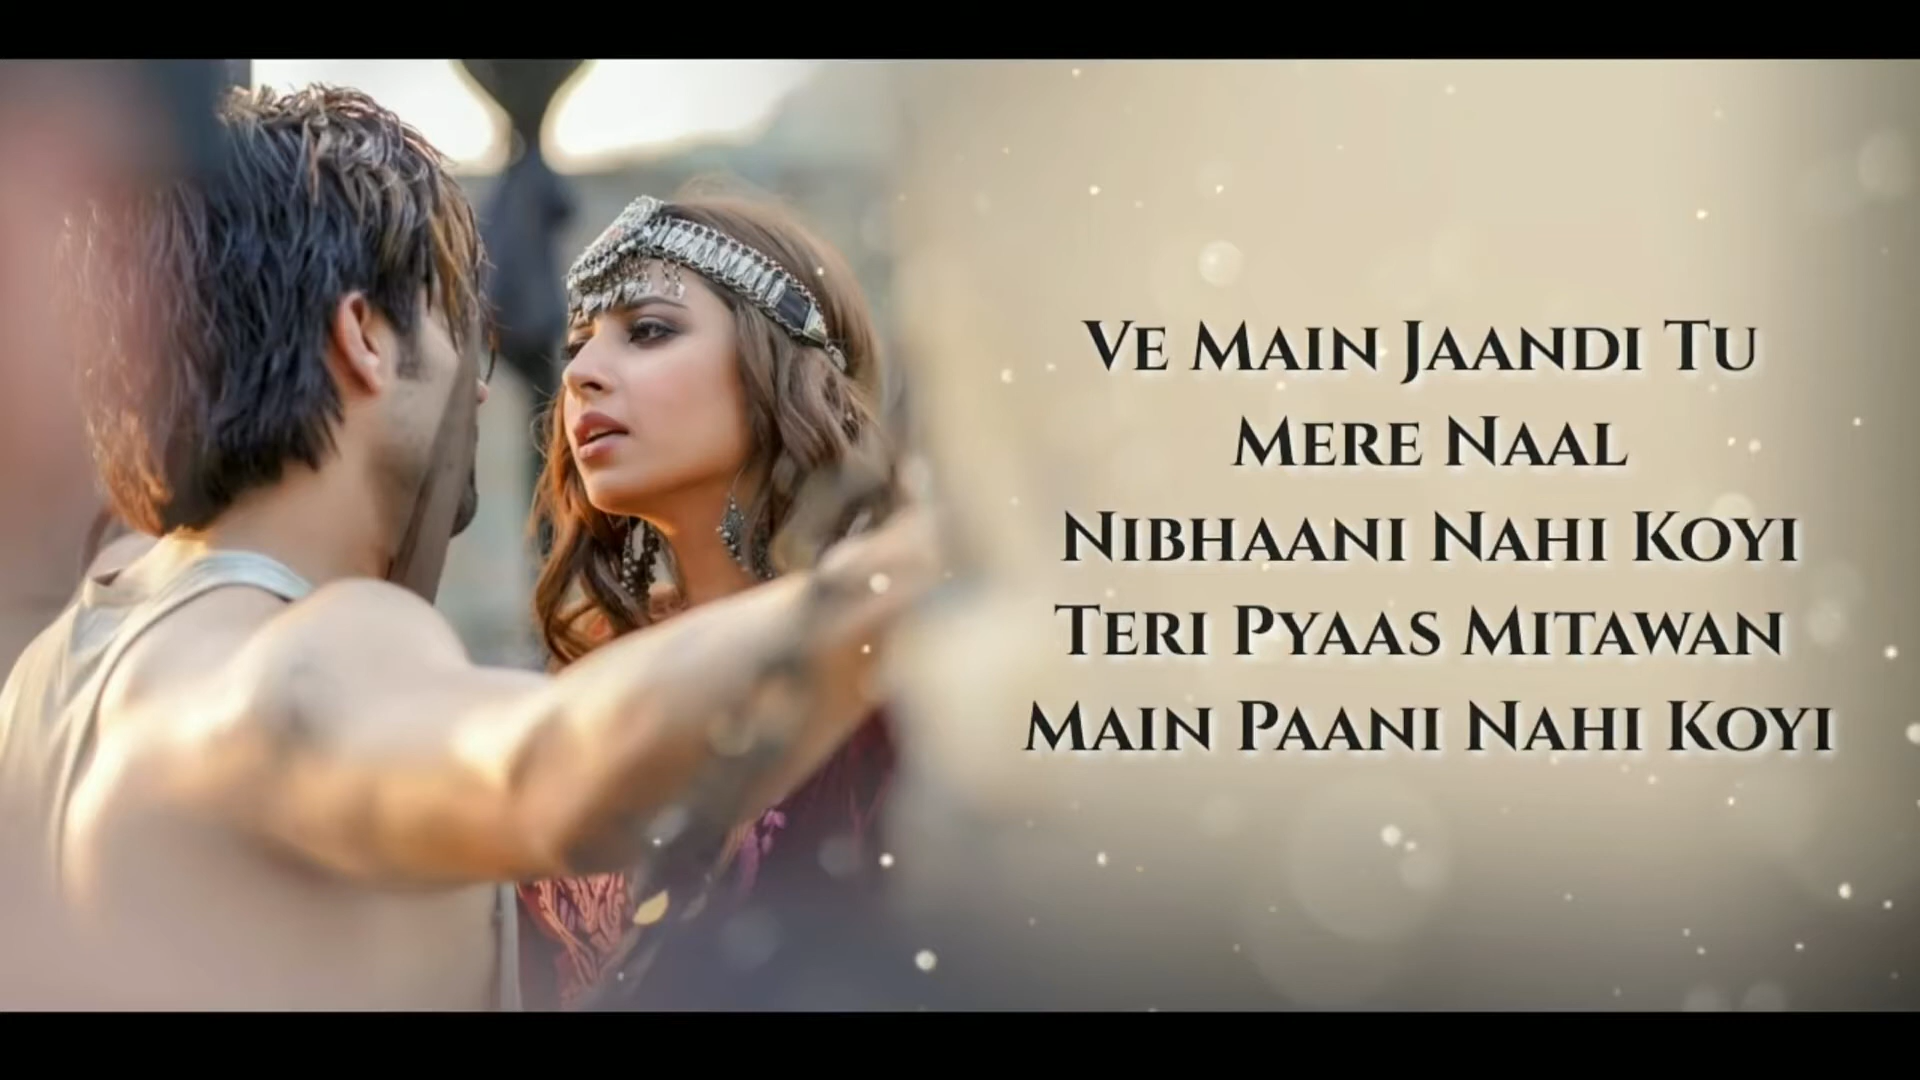 Ve Main Jaandi Tu
Mere Naal
Nibhaani Nahi Koyi
Teri Pyaas Mitawan
Main Paani Nahi Koyi